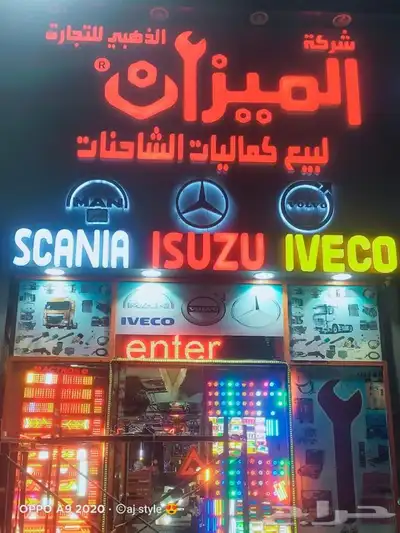 شركة الميزان الذهبي للتجارة
®
لبيع كماليات الشاحنات
MAN
VOLVO
SCANIA ISUZU IVECO
IVECO
enter
OPPO A9 2020 · ©aj style 😍
حراج